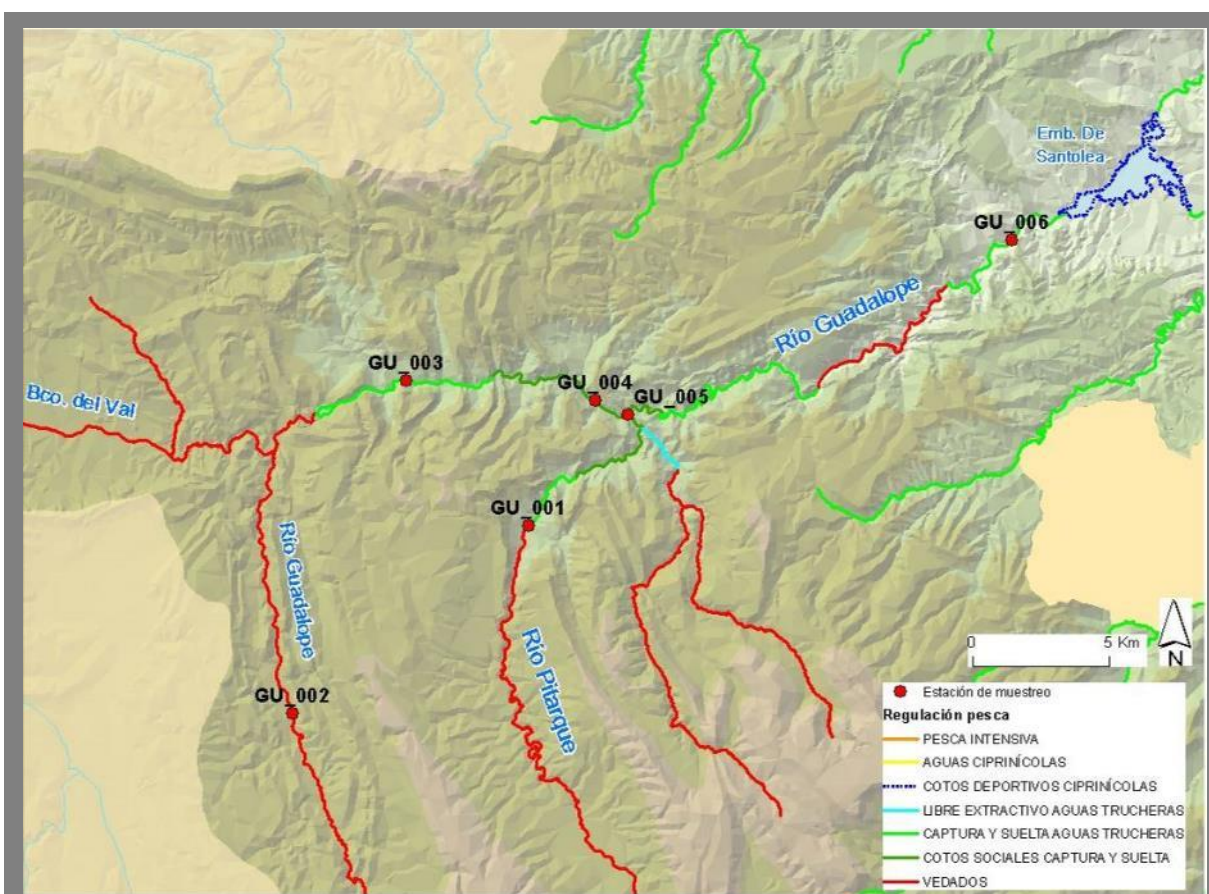 Emb. De
Santolea
GU_006
Río Guadalope
GU_003
GU_004
GU_005
Bco. del Val
GU_001
Río Guadalope
Río Pitarque
GU_002
0 5 Km
N
Estación de muestreo
Regulación pesca
PESCA INTENSIVA
AGUAS CIPRINÍCOLAS
COTOS DEPORTIVOS CIPRINÍCOLAS
LIBRE EXTRACTIVO AGUAS TRUCHERAS
CAPTURA Y SUELTA AGUAS TRUCHERAS
COTOS SOCIALES CAPTURA Y SUELTA
VEDADOS